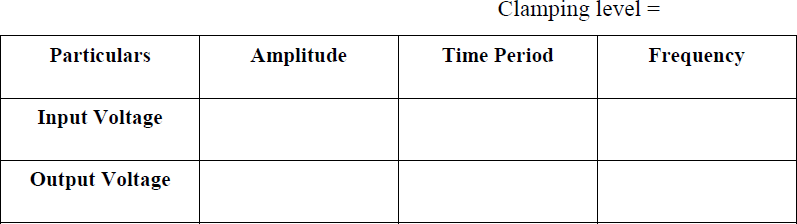 Clamping level =
Particulars Amplitude Time Period Frequency
Input Voltage
Output Voltage